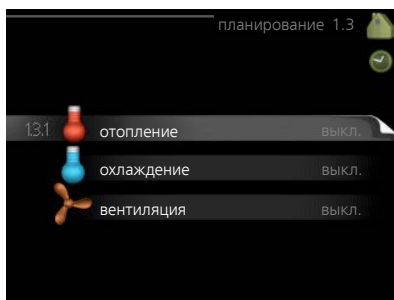 планирование 1.3
1.3.1 отопление выкл.
охлаждение выкл.
вентиляция выкл.